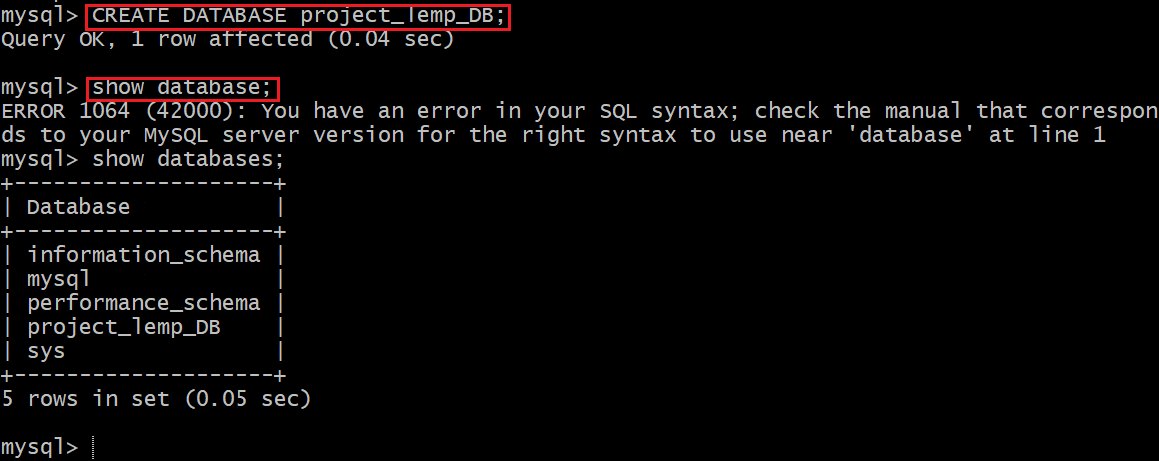 mysql> CREATE DATABASE project_lemp_DB;
Query OK, 1 row affected (0.04 sec)
mysql> show database;
ERROR 1064 (42000): You have an error in your SQL syntax; check the manual that correspon
ds to your MySQL server version for the right syntax to use near 'database' at line 1
mysql> show databases;
+--------------------+
| Database           |
+--------------------+
| information_schema |
| mysql              |
| performance_schema |
| project_lemp_DB    |
| sys                |
+--------------------+
5 rows in set (0.05 sec)
mysql>